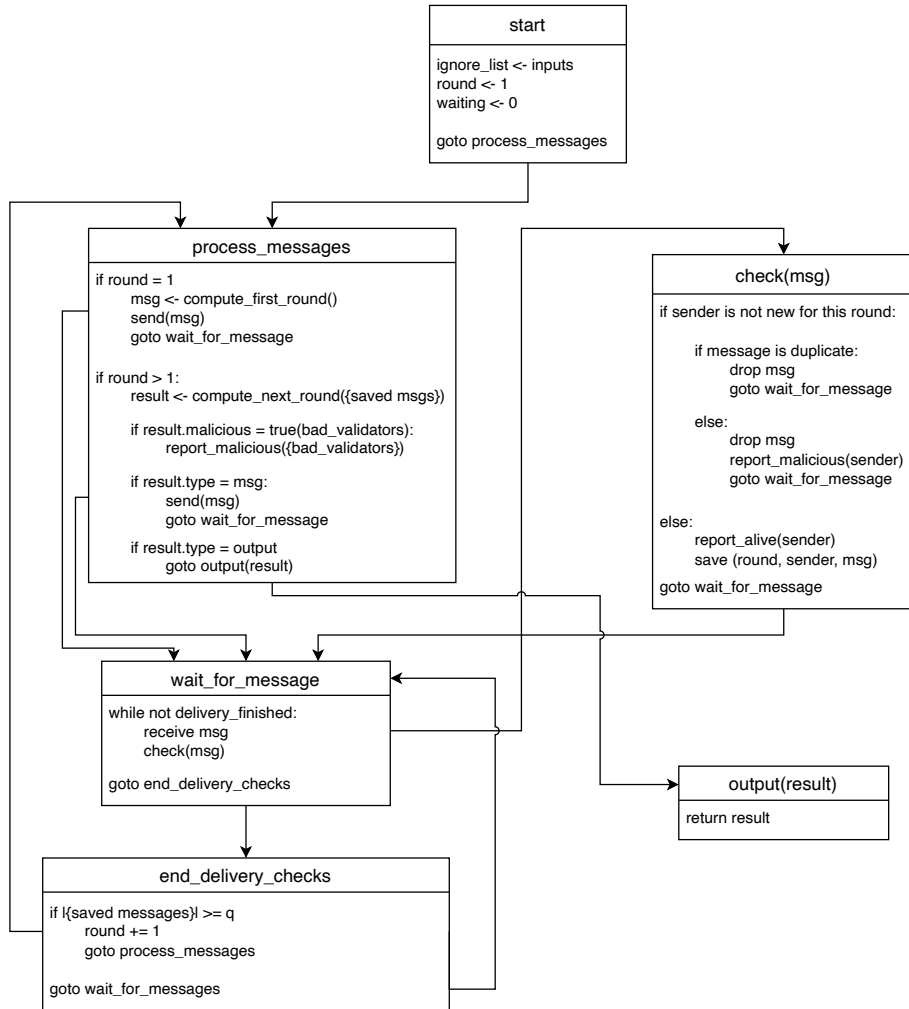 start
ignore_list <- inputs
round <- 1
waiting <- 0
goto process_messages
process_messages
if round = 1
msg <- compute_first_round()
send(msg)
goto wait_for_message
if round > 1:
result <- compute_next_round({saved msgs})
if result.malicious = true(bad_validators):
report_malicious({bad_validators})
if result.type = msg:
send(msg)
goto wait_for_message
if result.type = output
goto output(result)
check(msg)
if sender is not new for this round:
if message is duplicate:
drop msg
goto wait_for_message
else:
drop msg
report_malicious(sender)
goto wait_for_message
else:
report_alive(sender)
save (round, sender, msg)
goto wait_for_message
wait_for_message
while not delivery_finished:
receive msg
check(msg)
goto end_delivery_checks
output(result)
return result
end_delivery_checks
if |{saved messages}| >= q
round += 1
goto process_messages
goto wait_for_messages